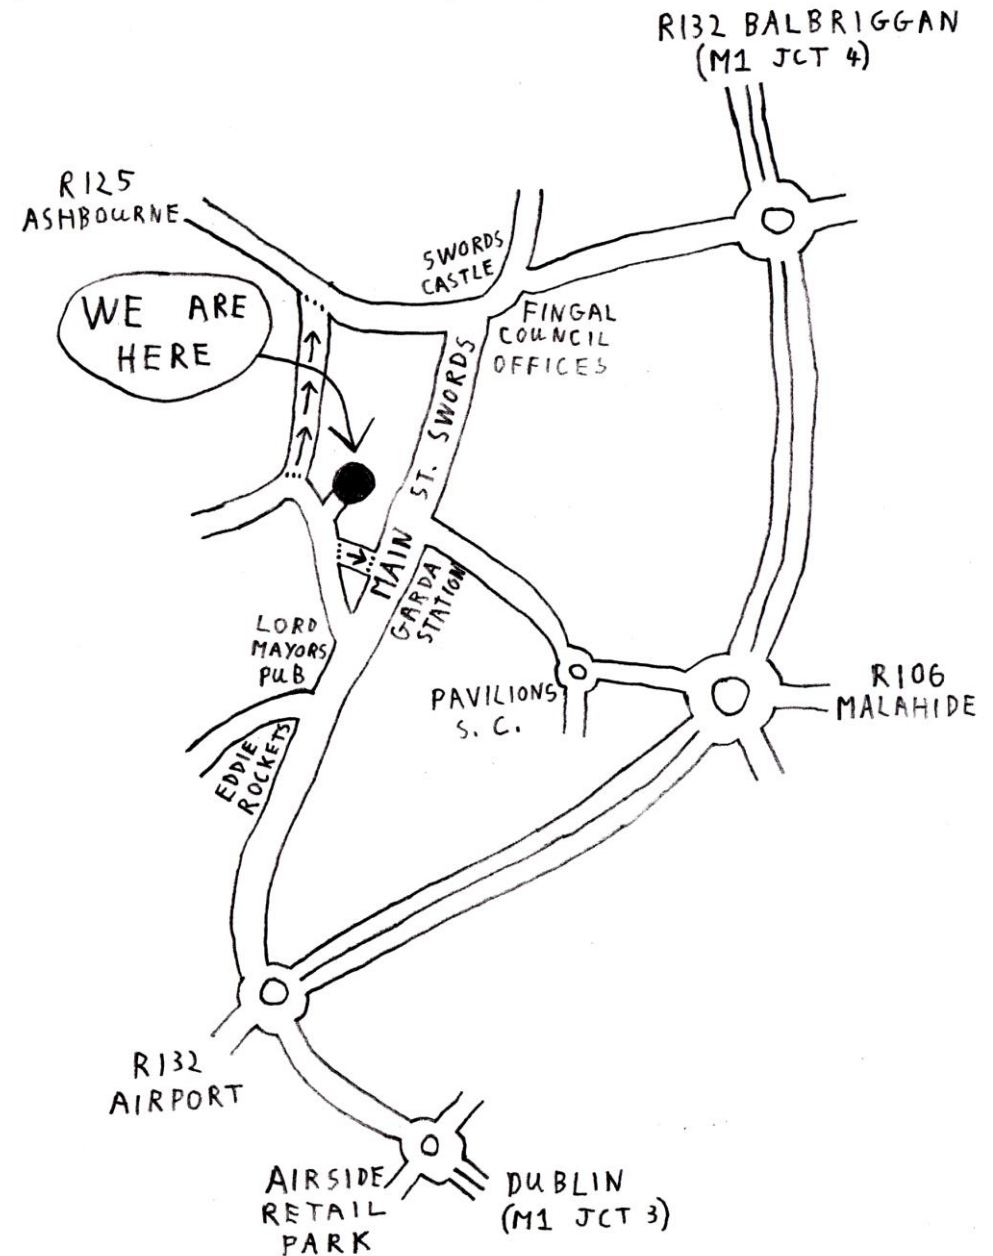 R132 BALBRIGGAN
(M1 JCT 4)
R125
ASHBOURNE
SWORDS
CASTLE
WE ARE
HERE
FINGAL
COUNCIL
OFFICES
MAIN ST. SWORDS
GARDA
STATION
LORD
MAYORS
PUB
PAVILIONS
S. C.
R106
MALAHIDE
EDDIE
ROCKETS
R132
AIRPORT
AIRSIDE
RETAIL
PARK
DUBLIN
(M1 JCT 3)